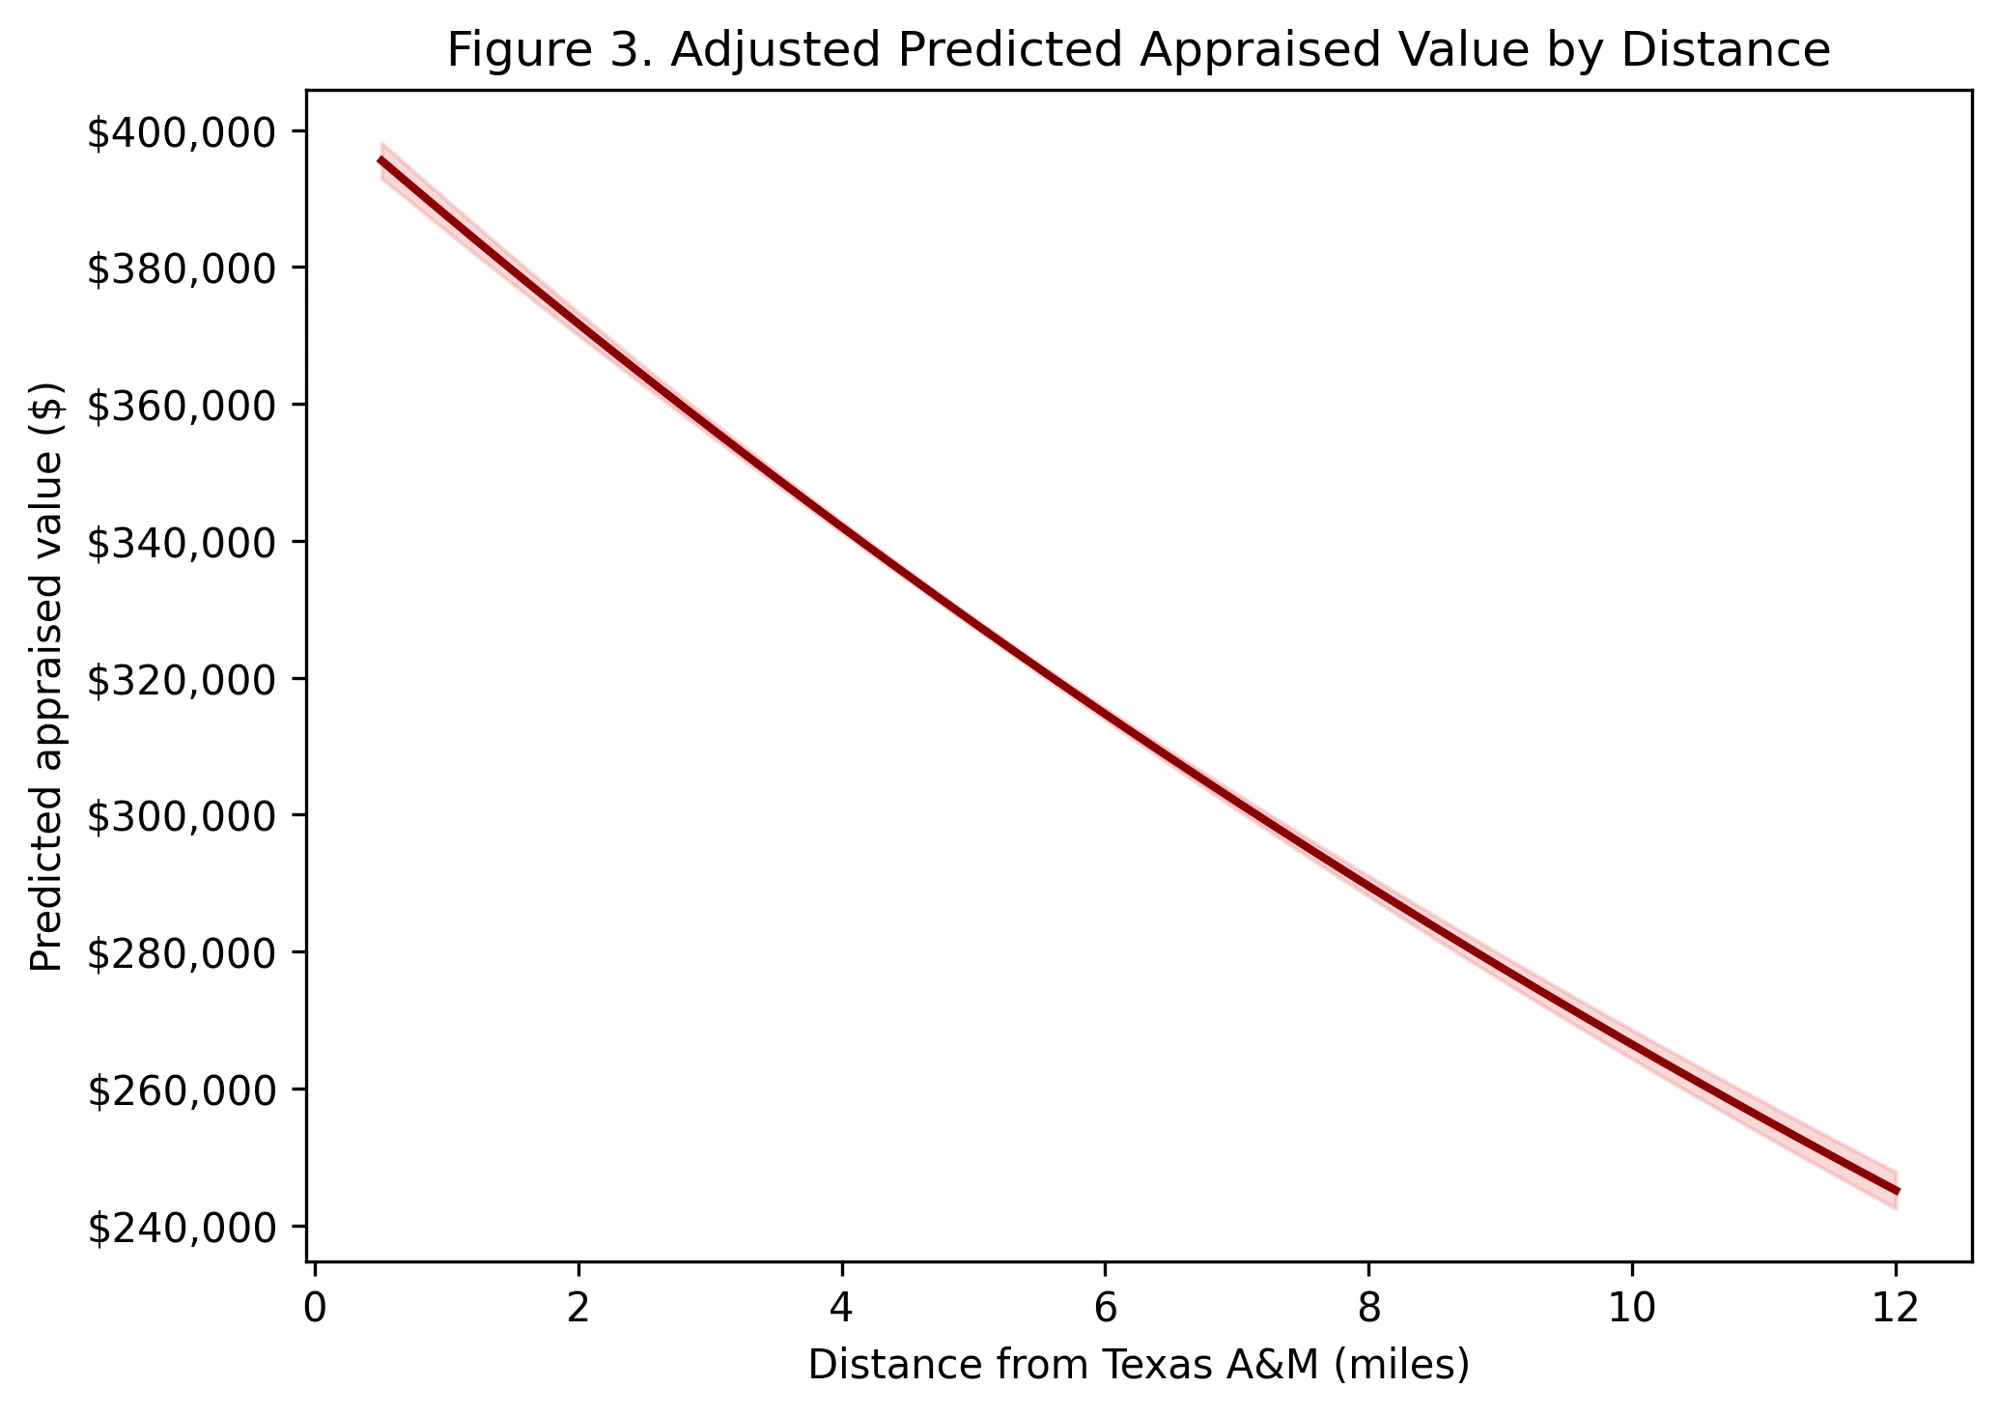 Figure 3. Adjusted Predicted Appraised Value by Distance
Predicted appraised value ($)
$400,000
$380,000
$360,000
$340,000
$320,000
$300,000
$280,000
$260,000
$240,000
0 2 4 6 8 10 12
Distance from Texas A&M (miles)